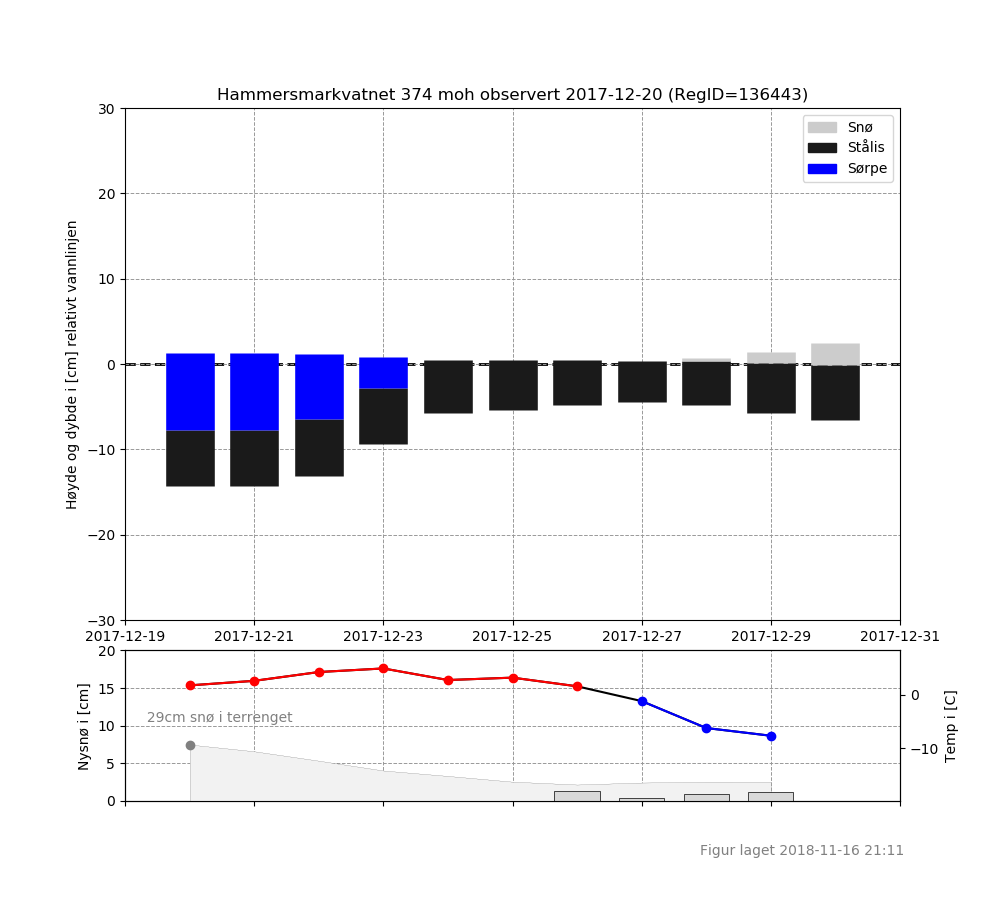 Hammersmarkvatnet 374 moh observert 2017-12-20 (RegID=136443)
Snø
Stålis
Sørpe
Høyde og dybde i [cm] relativt vannlinjen
30
20
10
0
−10
−20
−30
2017-12-19 2017-12-21 2017-12-23 2017-12-25 2017-12-27 2017-12-29 2017-12-31
Nysnø i [cm]
20
15
10
5
0
29cm snø i terrenget
0
−10
Temp i [C]
Figur laget 2018-11-16 21:11